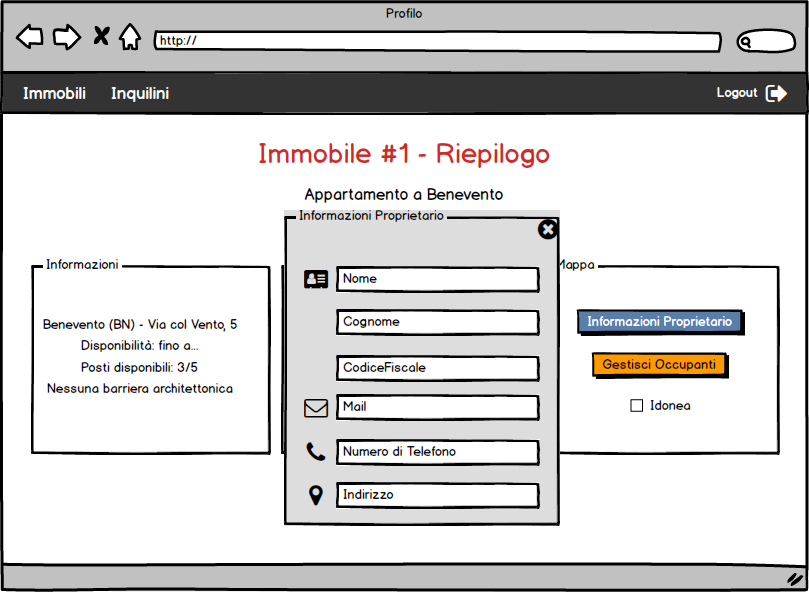 Profilo
http://
Immobili
Inquilini
Logout
Immobile #1 - Riepilogo
Appartamento a Benevento
Informazioni
Benevento (BN) - Via col Vento, 5
Disponibilità: fino a...
Posti disponibili: 3/5
Nessuna barriera architettonica
Informazioni Proprietario
Nome
Cognome
CodiceFiscale
Mail
Numero di Telefono
Indirizzo
Mappa
Informazioni Proprietario
Gestisci Occupanti
Idonea